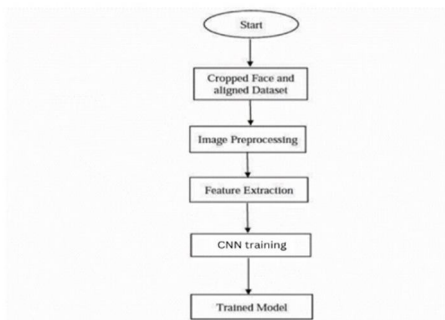 Start
Cropped Face and
aligned Dataset
Image Preprocessing
Feature Extraction
CNN training
Trained Model